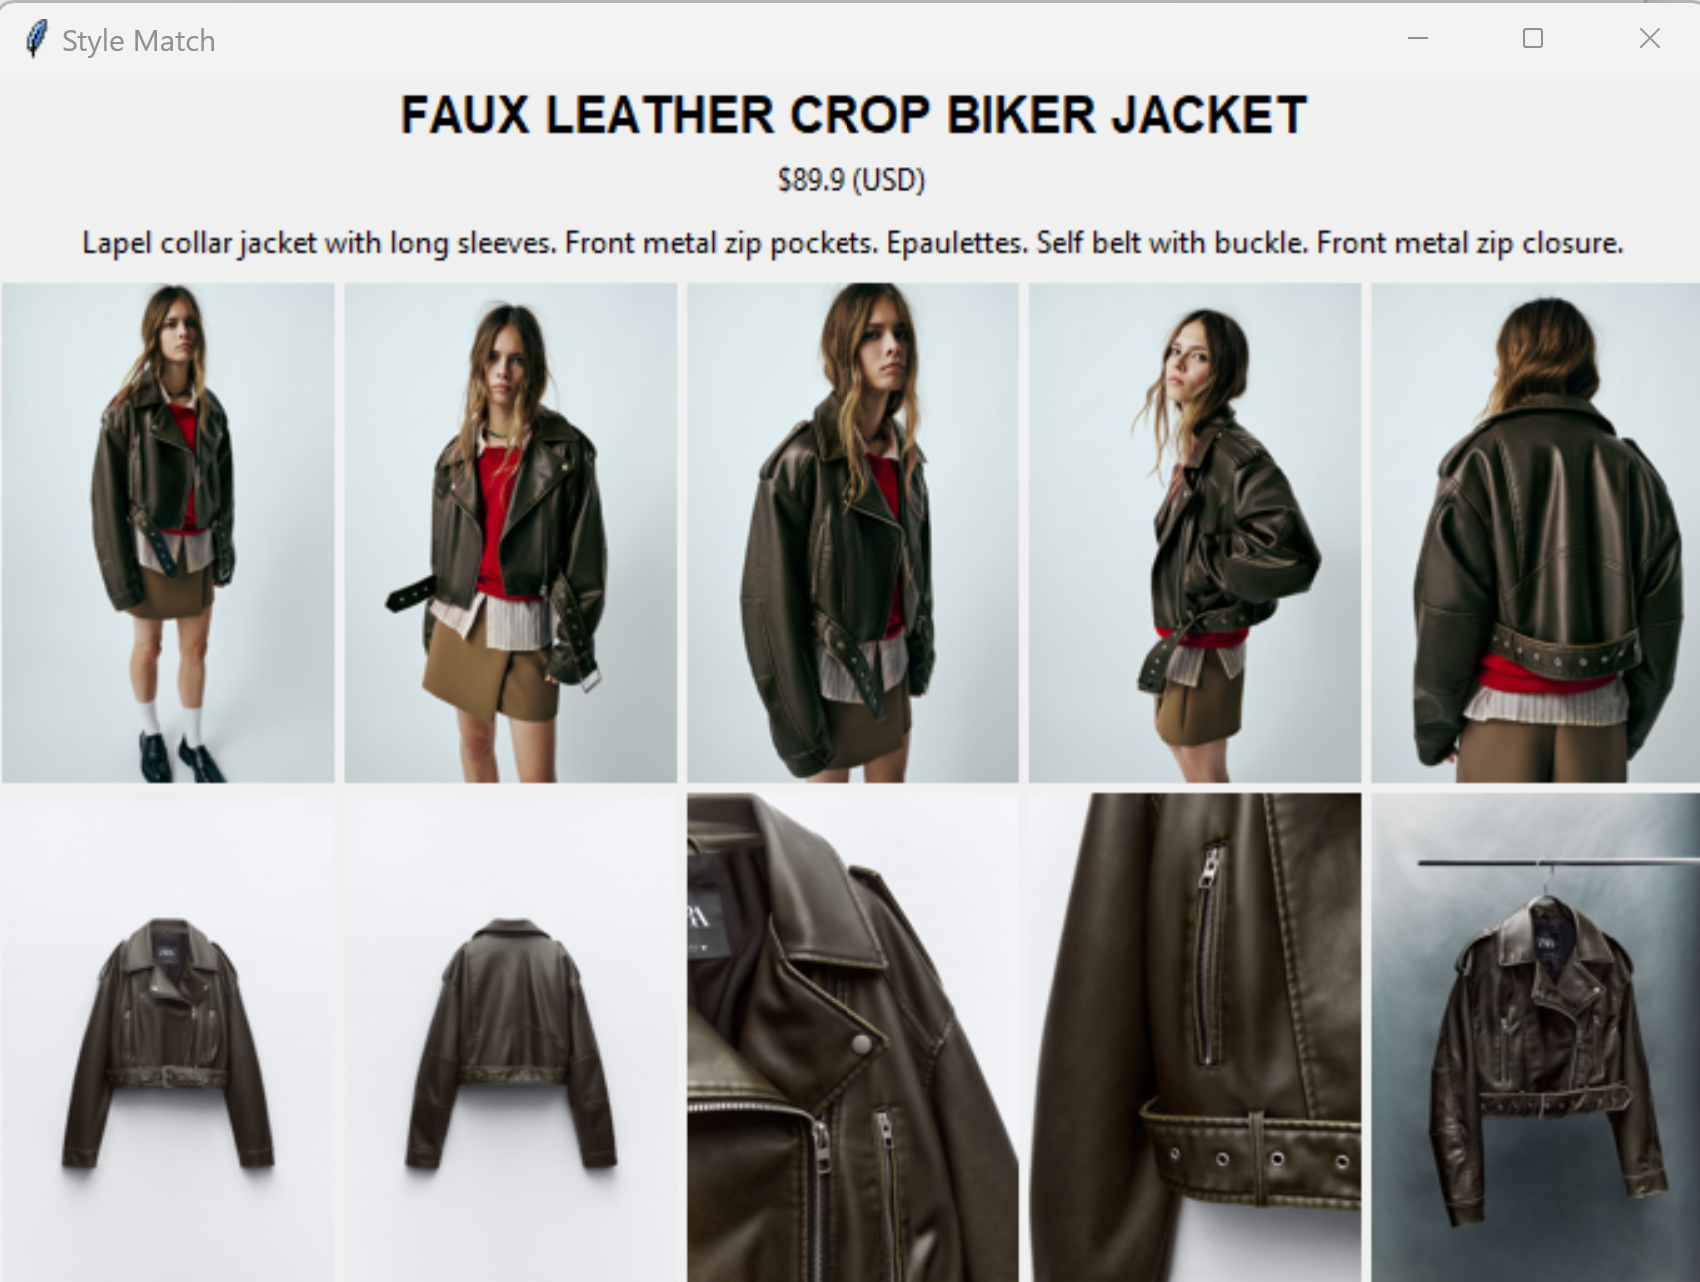 Style Match
FAUX LEATHER CROP BIKER JACKET
$89.9 (USD)
Lapel collar jacket with long sleeves. Front metal zip pockets. Epaulettes. Self belt with buckle. Front metal zip closure.